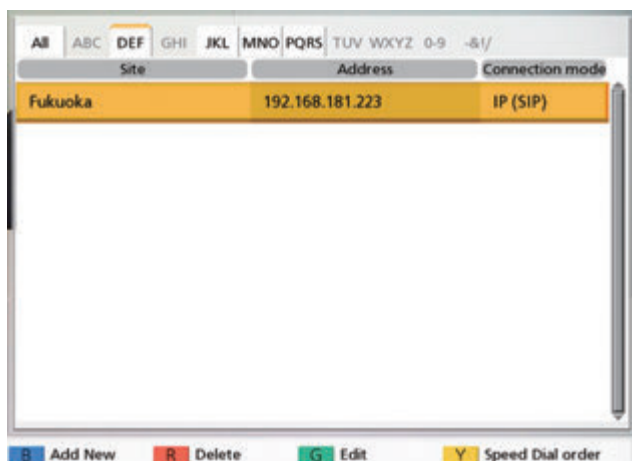 All ABC DEF GHI JKL MNO PQRS TUV WXYZ 0-9 -&!/
Site Address Connection mode
Fukuoka 192.168.181.223 IP (SIP)
B Add New R Delete G Edit Y Speed Dial order